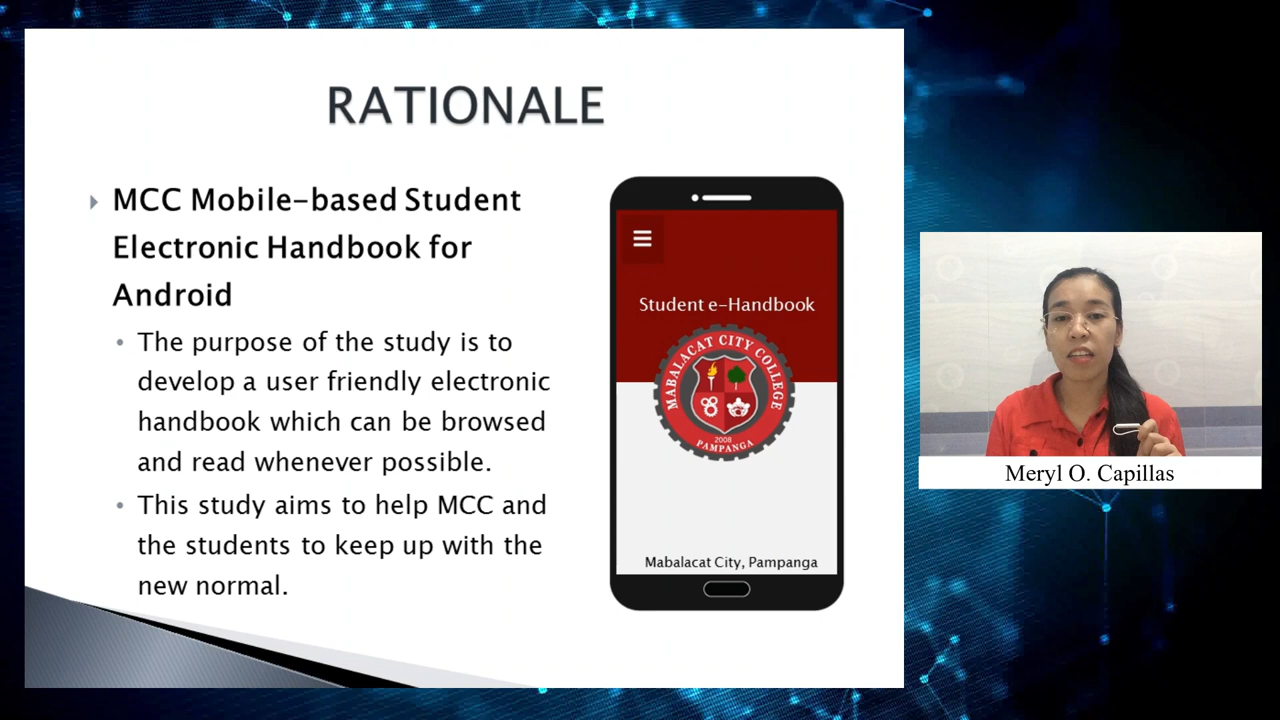 RATIONALE
MCC Mobile-based Student
Electronic Handbook for
Android
The purpose of the study is to
develop a user friendly electronic
handbook which can be browsed
and read whenever possible.
This study aims to help MCC and
the students to keep up with the
new normal.
Student e-Handbook
MABALACAT CITY COLLEGE
2008
PAMPANGA
Mabalacat City, Pampanga
Meryl O. Capillas